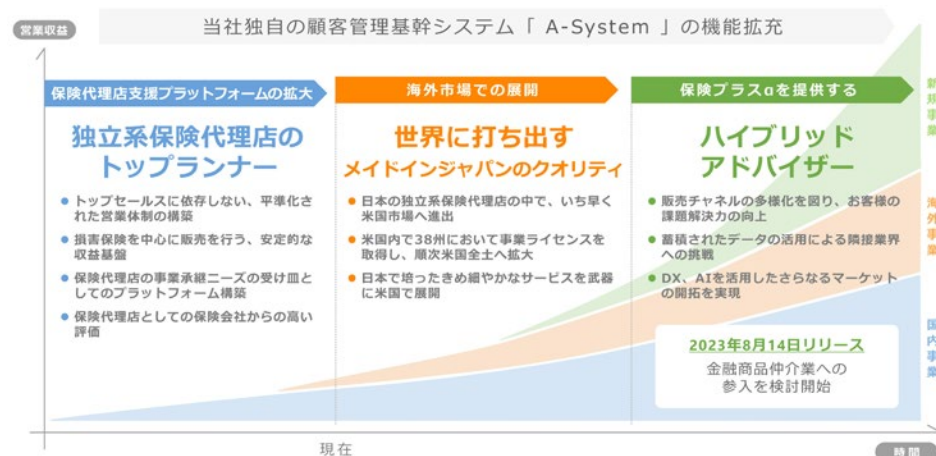 当社独自の顧客管理基幹システム「 A-System 」の機能拡充
営業収益
保険代理店支援プラットフォームの拡大
独立系保険代理店の
トップランナー
● トップセールスに依存しない、平準化さ
れた営業体制の構築
● 損害保険を中心に販売を行う、安定的な
収益基盤
● 保険代理店の事業承継ニーズの受け皿と
してのプラットフォーム構築
● 保険代理店としての保険会社からの高い
評価
海外市場での展開
世界に打ち出す
メイドインジャパンのクオリティ
● 日本の独立系保険代理店の中で、いち早く
米国市場へ進出
● 米国内で38州において事業ライセンスを
取得し、順次米国全土へ拡大
● 日本で培ったきめ細やかなサービスを武器
に米国で展開
保険プラスαを提供する
ハイブリッド
アドバイザー
● 販売チャネルの多様化を図り、お客様の
課題解決力の向上
● 蓄積されたデータの活用による隣接業界
への挑戦
● DX、AIを活用したさらなるマーケット
の開拓を実現
2023年8月14日リリース
金融商品仲介業への
参入を検討開始
新規事業
海外事業
国内事業
現在
時間